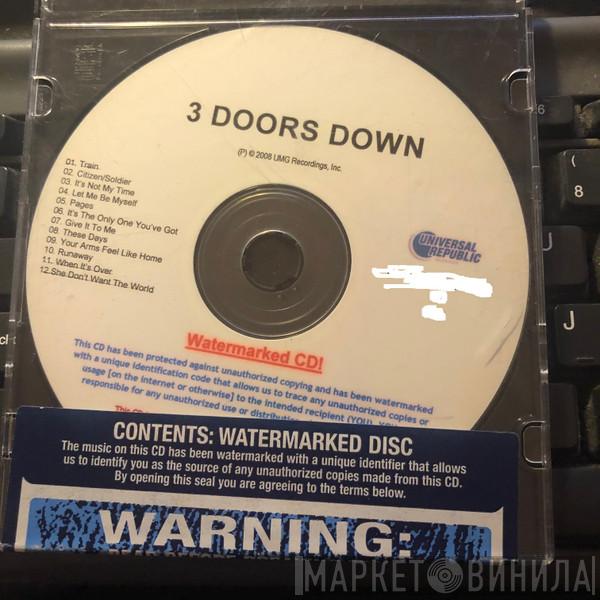 3 DOORS DOWN
(P) © 2008 UMG Recordings, Inc.
01. Train.
02. Citizen/Soldier
03. It's Not My Time
04. Let Me Be Myself
05. Pages
06. It's The Only One You've Got
07. Give It To Me
08. These Days
09. Your Arms Feel Like Home
10. Runaway
11. When It's Over
12.She Don't Want The World
UNIVERSAL
REPUBLIC
Watermarked CD!
This CD has been protected against unauthorized copying and has been watermarked
with a unique identification code that allows us to trace any unauthorized copies or
usage [on the internet or otherwise] to the intended recipient (YOU).
responsible for any unauthorized use or
This
CONTENTS: WATERMARKED DISC
The music on this CD has been watermarked with a unique identifier that allows
us to identify you as the source of any unauthorized copies made from this CD.
By opening this seal you are agreeing to the terms below.
WARNING:
6
(
8
J
МАРКЕТ ВИНИЛА